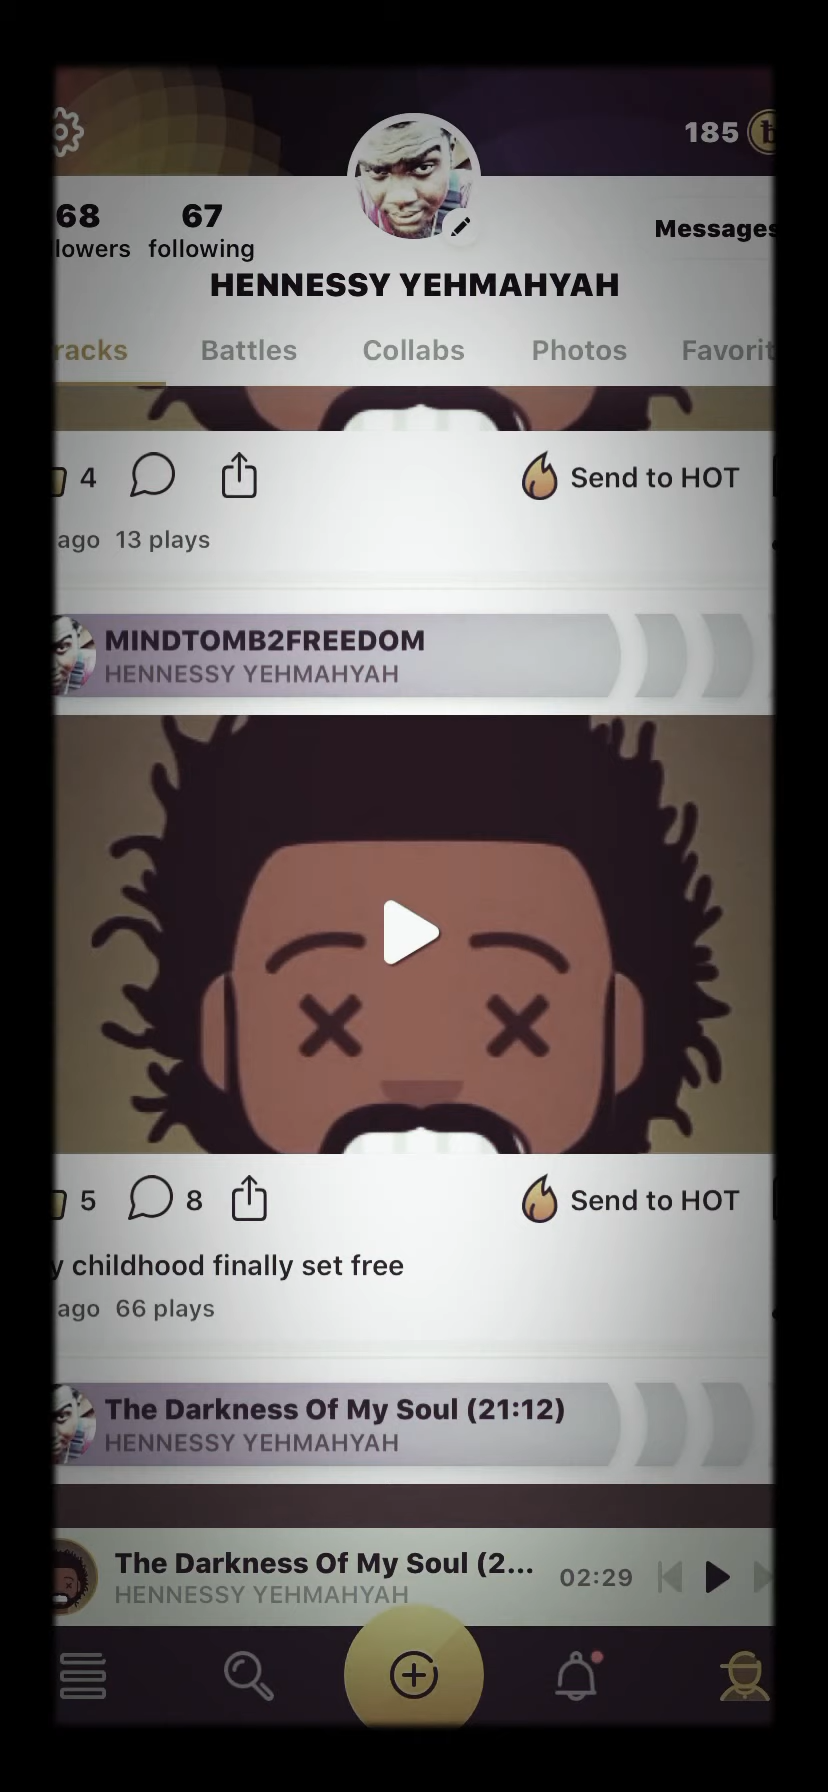 185
68 67
llowers following
Messages
HENNESSY YEHMAHYAH
racks Battles Collabs Photos Favorit
4 Send to HOT
ago 13 plays
MINDTOMB2FREEDOM
HENNESSY YEHMAHYAH
5 8 Send to HOT
y childhood finally set free
ago 66 plays
The Darkness Of My Soul (21:12)
HENNESSY YEHMAHYAH
The Darkness Of My Soul (2... 02:29
HENNESSY YEHMAHYAH